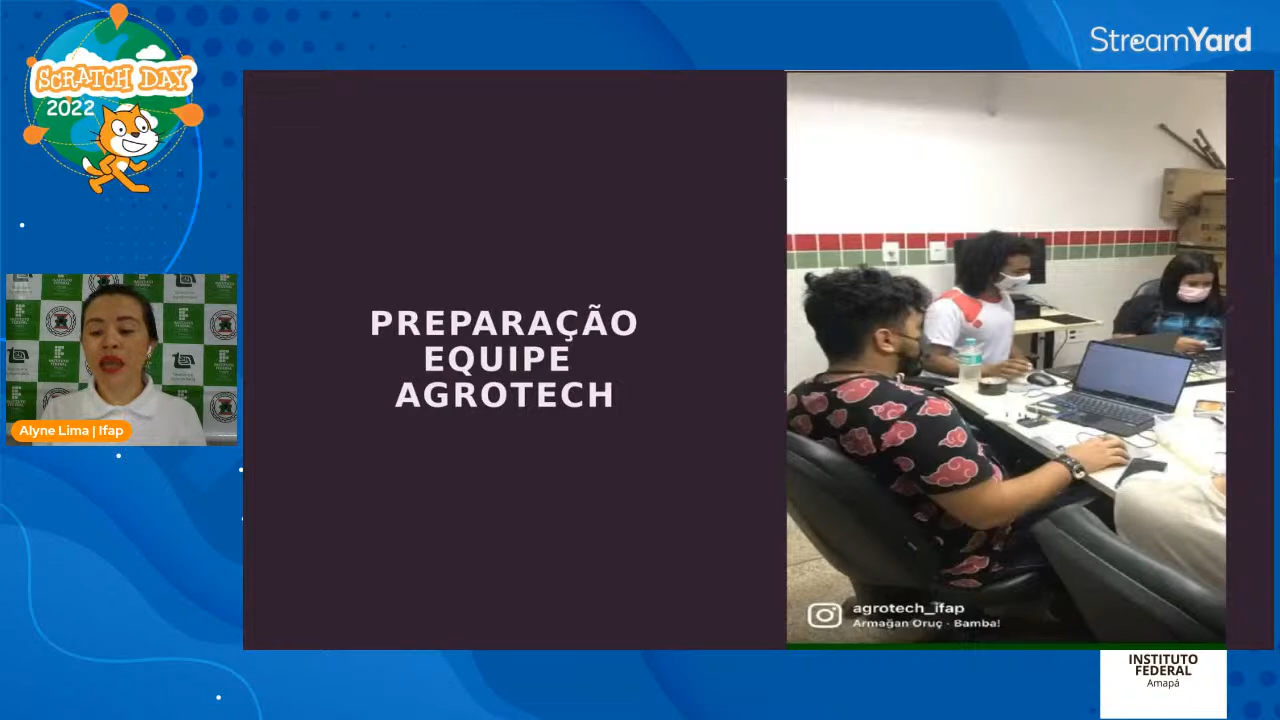 StreamYard
SCRATCH DAY
2022
PREPARAÇÃO
EQUIPE
AGROTECH
Alyne Lima | Ifap
agrotech_ifap
Armağan Oruç · Bamba!
INSTITUTO
FEDERAL
Amapá